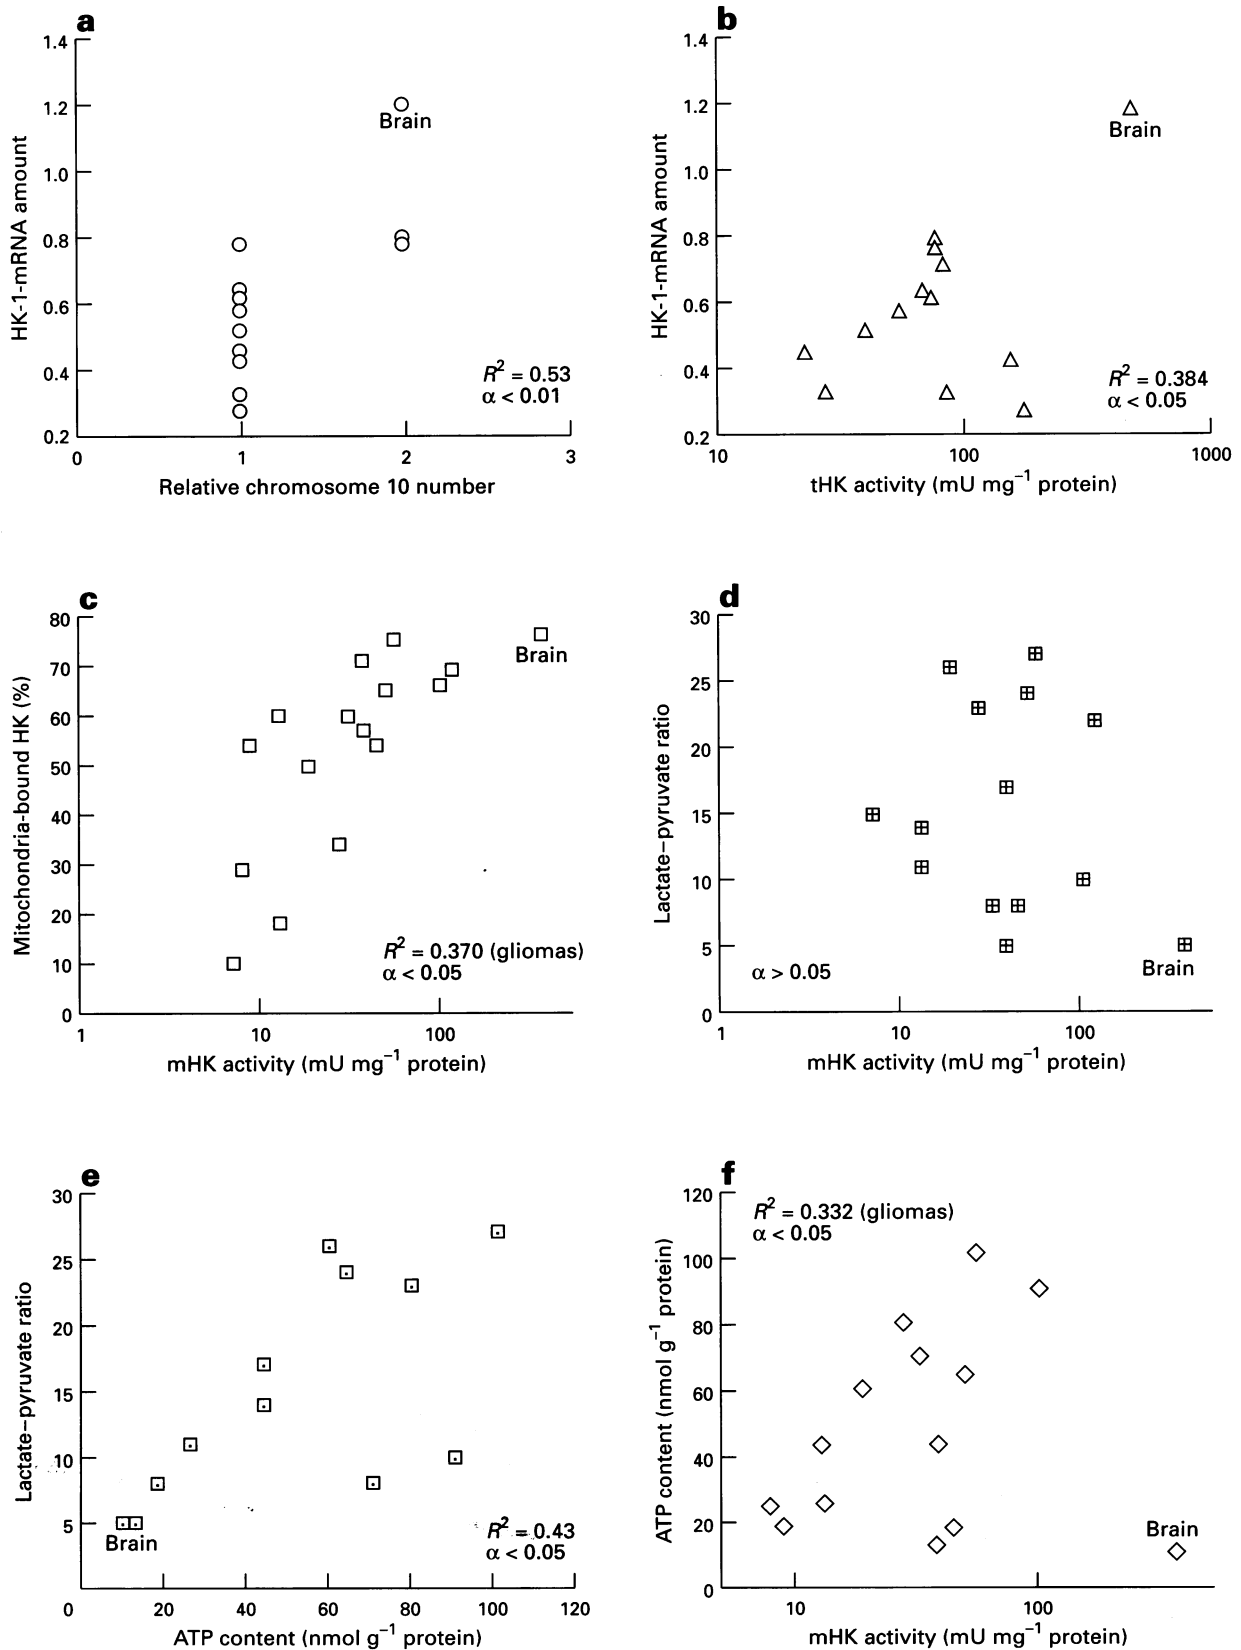 a
1.4
1.2
1.0
0.8
0.6
0.4
0.2
HK-1-mRNA amount
Brain
R² = 0.53
α < 0.01
0 1 2 3
Relative chromosome 10 number
b
1.4
1.2
1.0
0.8
0.6
0.4
0.2
HK-1-mRNA amount
Brain
R² = 0.384
α < 0.05
10 100 1000
tHK activity (mU mg⁻¹ protein)
c
80
70
60
50
40
30
20
10
0
Mitochondria-bound HK (%)
Brain
R² = 0.370 (gliomas)
α < 0.05
1 10 100
mHK activity (mU mg⁻¹ protein)
d
30
25
20
15
10
5
0
Lactate–pyruvate ratio
α > 0.05
Brain
1 10 100
mHK activity (mU mg⁻¹ protein)
e
30
25
20
15
10
5
Lactate–pyruvate ratio
Brain
R² = 0.43
α < 0.05
0 20 40 60 80 100 120
ATP content (nmol g⁻¹ protein)
f
120
100
80
60
40
20
0
ATP content (nmol g⁻¹ protein)
R² = 0.332 (gliomas)
α < 0.05
Brain
10 100
mHK activity (mU mg⁻¹ protein)